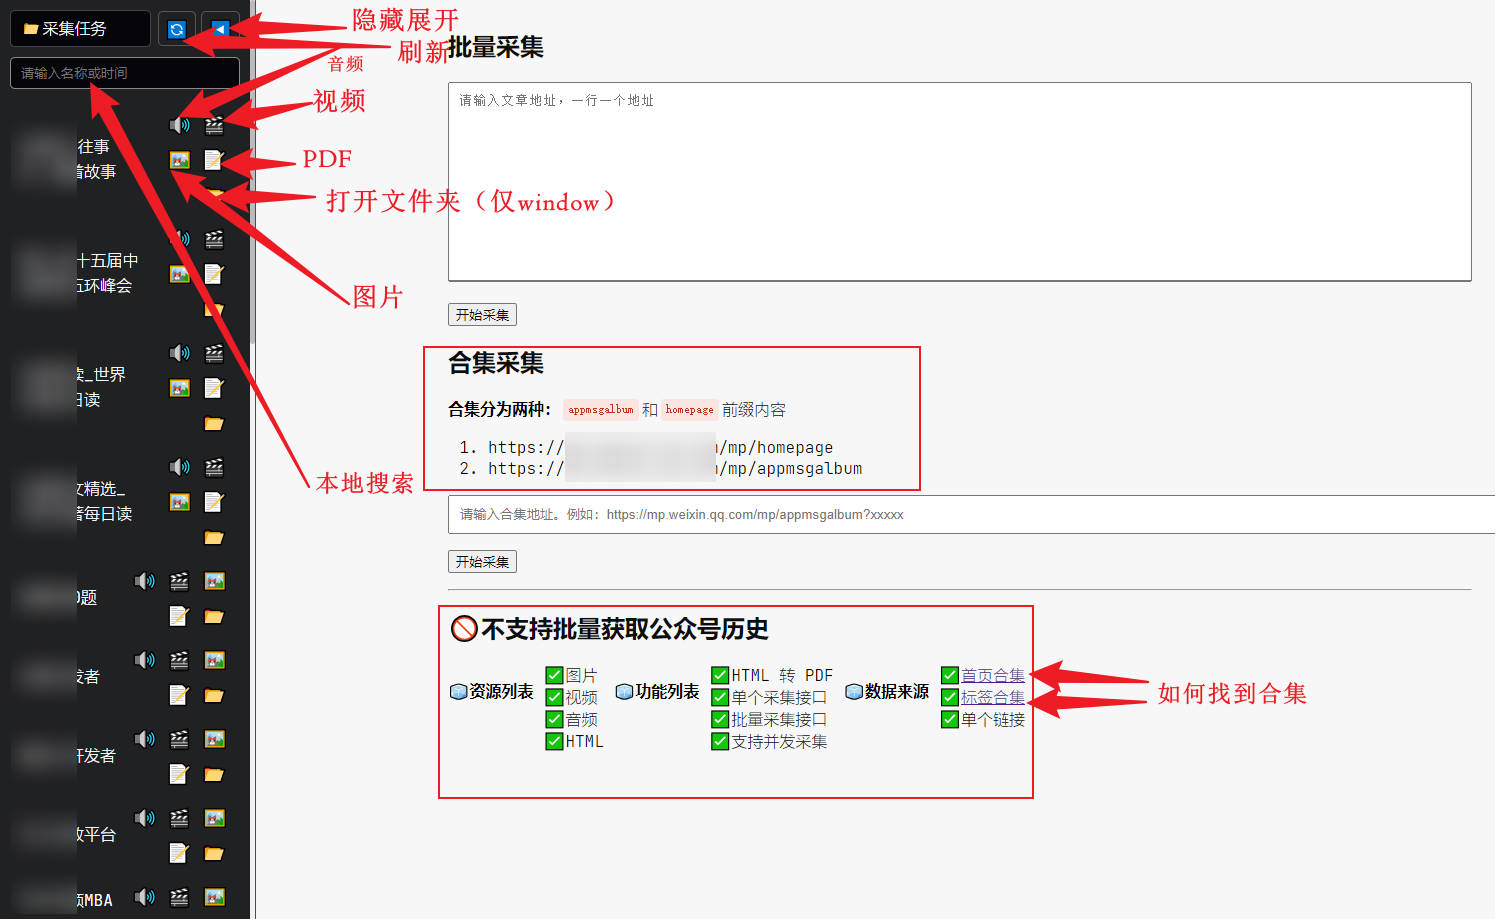 采集任务
隐藏展开
刷新
请输入名称或时间
音频
视频
PDF
打开文件夹（仅window）
图片
本地搜索
往事
故事
十五届中
五环峰会
_世界
日读
精选_
每日读
题
发者
开发者
平台
MBA
批量采集
请输入文章地址，一行一个地址
开始采集
合集采集
合集分为两种： appmsgalbum 和 homepage 前缀内容
1. https:// /mp/homepage
2. https:// /mp/appmsgalbum
请输入合集地址。例如：https://mp.weixin.qq.com/mp/appmsgalbum?xxxxx
开始采集
不支持批量获取公众号历史
资源列表
图片
视频
音频
HTML
功能列表
HTML 转 PDF
单个采集接口
批量采集接口
支持并发采集
数据来源
首页合集
标签合集
单个链接
如何找到合集